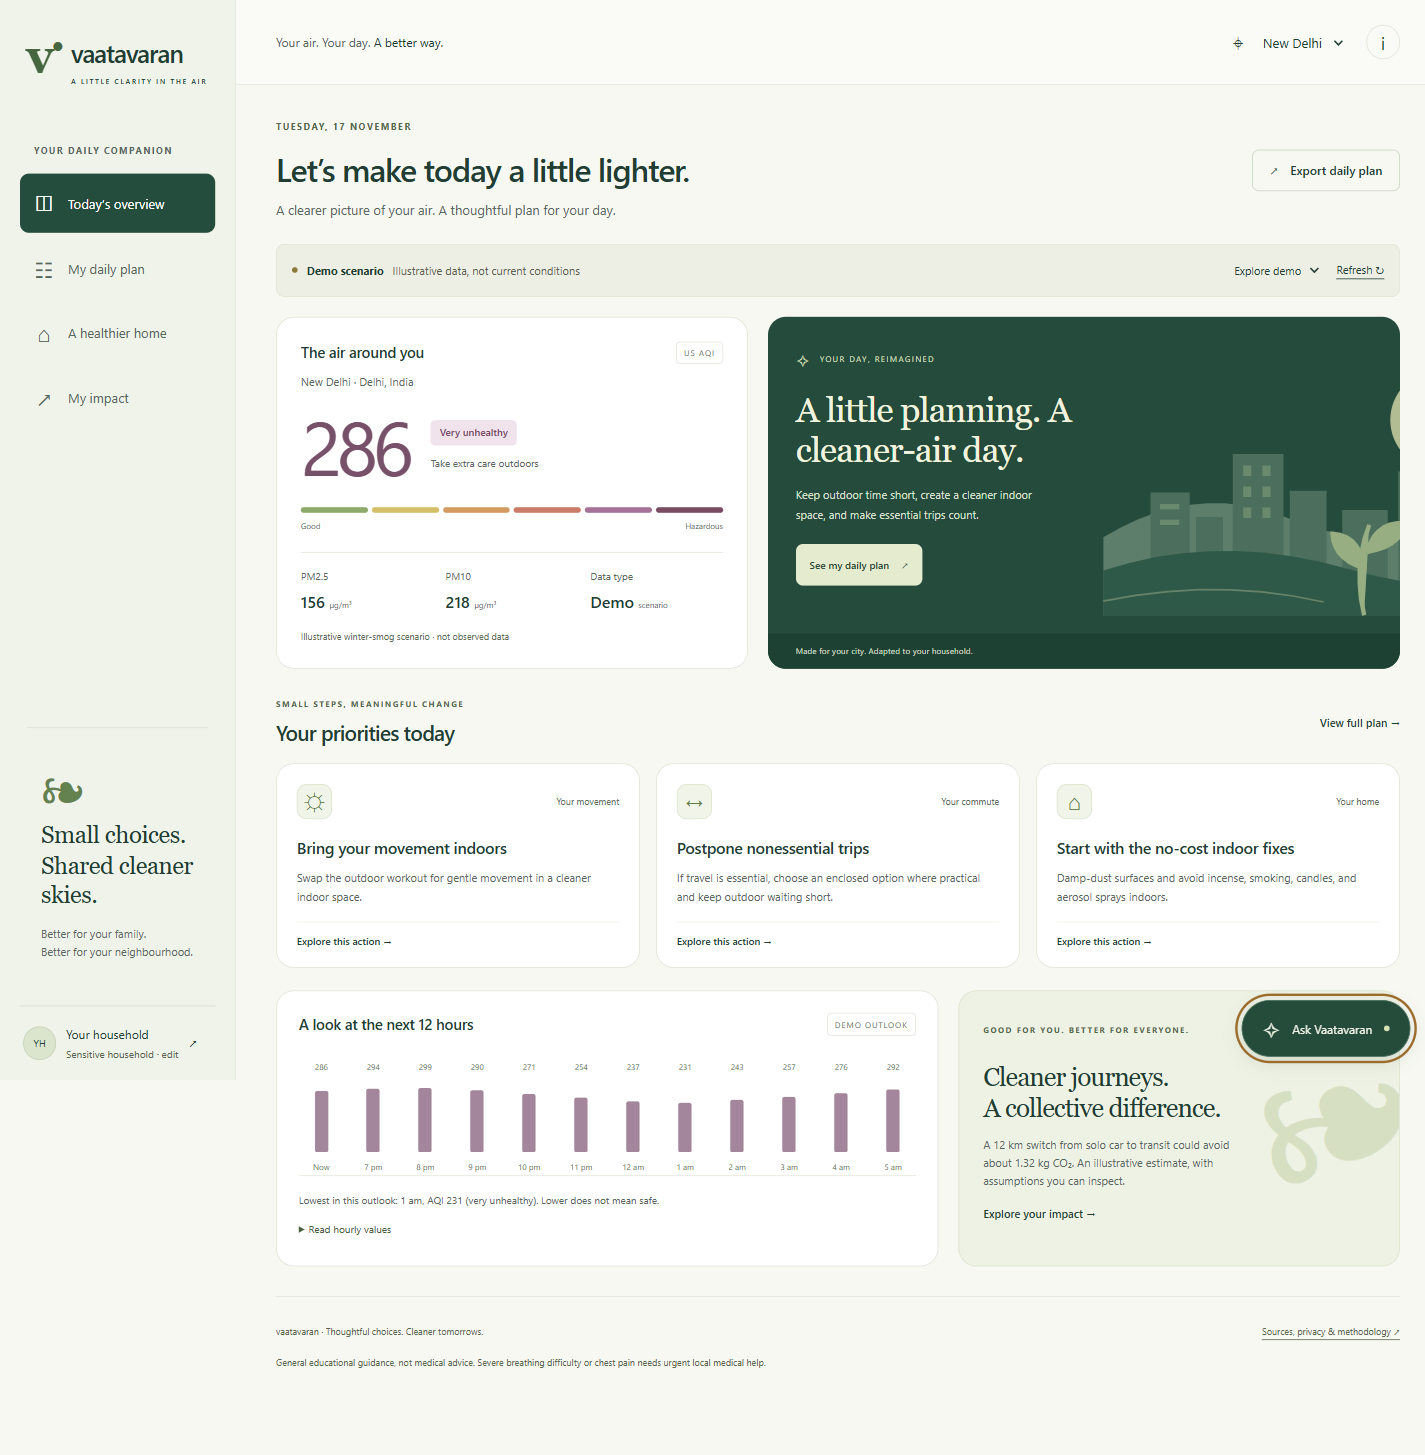 vaatavaran
A LITTLE CLARITY IN THE AIR
YOUR DAILY COMPANION
Today's overview
My daily plan
A healthier home
My impact
Small choices.
Shared cleaner
skies.
Better for your family.
Better for your neighbourhood.
YH
Your household
Sensitive household · edit
Your air. Your day. A better way.
New Delhi
i
TUESDAY, 17 NOVEMBER
Let's make today a little lighter.
A clearer picture of your air. A thoughtful plan for your day.
Export daily plan
Demo scenario Illustrative data, not current conditions
Explore demo
Refresh ↻
The air around you
US AQI
New Delhi · Delhi, India
286
Very unhealthy
Take extra care outdoors
Good Hazardous
PM2.5 PM10 Data type
156 µg/m³ 218 µg/m³ Demo scenario
Illustrative winter-smog scenario · not observed data
YOUR DAY, REIMAGINED
A little planning. A
cleaner-air day.
Keep outdoor time short, create a cleaner indoor
space, and make essential trips count.
See my daily plan ↗
Made for your city. Adapted to your household.
SMALL STEPS, MEANINGFUL CHANGE
Your priorities today
View full plan →
Your movement
Bring your movement indoors
Swap the outdoor workout for gentle movement in a cleaner
indoor space.
Explore this action →
Your commute
Postpone nonessential trips
If travel is essential, choose an enclosed option where practical
and keep outdoor waiting short.
Explore this action →
Your home
Start with the no-cost indoor fixes
Damp-dust surfaces and avoid incense, smoking, candles, and
aerosol sprays indoors.
Explore this action →
A look at the next 12 hours
DEMO OUTLOOK
286 294 299 290 271 254 237 231 243 257 276 292
Now 7 pm 8 pm 9 pm 10 pm 11 pm 12 am 1 am 2 am 3 am 4 am 5 am
Lowest in this outlook: 1 am, AQI 231 (very unhealthy). Lower does not mean safe.
▶ Read hourly values
GOOD FOR YOU. BETTER FOR EVERYONE.
Ask Vaatavaran
Cleaner journeys.
A collective difference.
A 12 km switch from solo car to transit could avoid
about 1.32 kg CO₂. An illustrative estimate, with
assumptions you can inspect.
Explore your impact →
vaatavaran · Thoughtful choices. Cleaner tomorrows.
Sources, privacy & methodology ↗
General educational guidance, not medical advice. Severe breathing difficulty or chest pain needs urgent local medical help.